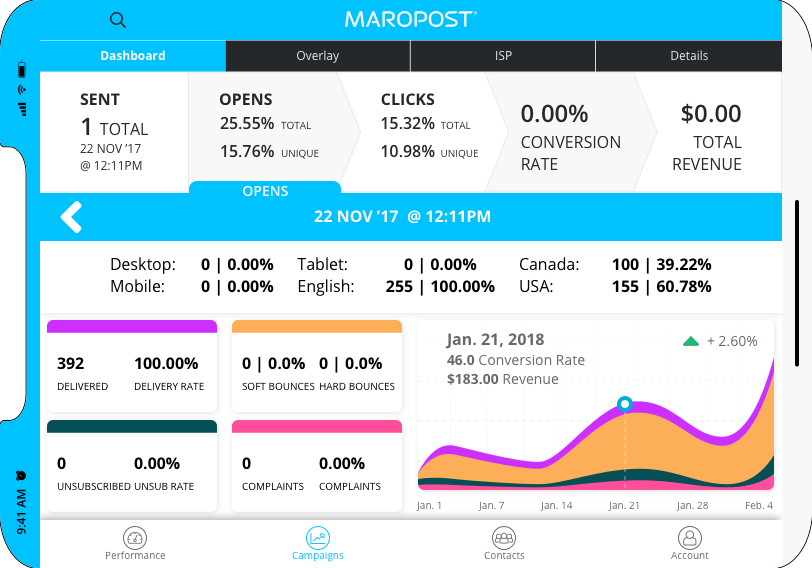 MAROPOST
Dashboard Overlay ISP Details
SENT
1 TOTAL
22 NOV '17
@ 12:11PM
OPENS
25.55% TOTAL
15.76% UNIQUE
CLICKS
15.32% TOTAL
10.98% UNIQUE
0.00%
CONVERSION
RATE
$0.00
TOTAL
REVENUE
OPENS
22 NOV '17 @ 12:11PM
Desktop: 0 | 0.00% Tablet: 0 | 0.00% Canada: 100 | 39.22%
Mobile: 0 | 0.00% English: 255 | 100.00% USA: 155 | 60.78%
392 100.00%
DELIVERED DELIVERY RATE
0 | 0.0% 0 | 0.0%
SOFT BOUNCES HARD BOUNCES
0 0.00%
UNSUBSCRIBED UNSUB RATE
0 0.00%
COMPLAINTS COMPLAINTS
Jan. 21, 2018
46.0 Conversion Rate
$183.00 Revenue
+ 2.60%
Jan. 1 Jan. 7 Jan. 14 Jan. 21 Jan. 28 Feb. 4
Performance Campaigns Contacts Account
9:41 AM